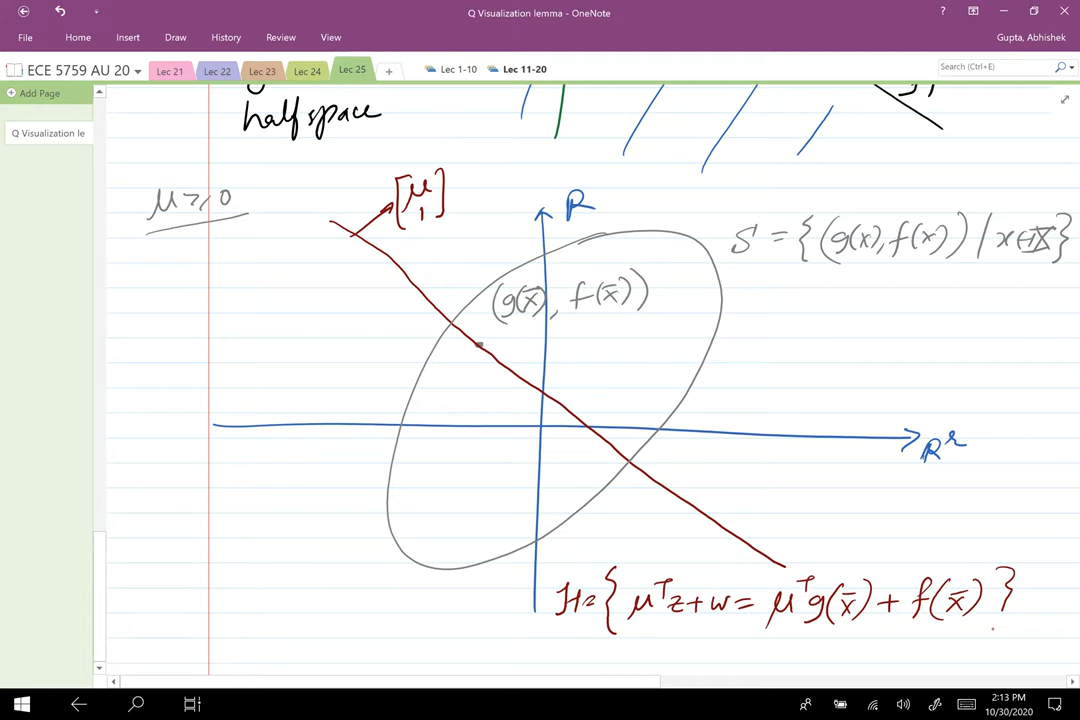 Q Visualization lemma - OneNote
?
File Home Insert Draw History Review View
Gupta, Abhishek
ECE 5759 AU 20 Lec 21 Lec 22 Lec 23 Lec 24 Lec 25 + Lec 1-10 Lec 11-20
Search (Ctrl+E)
Add Page
Q Visualization le
half space
μ ≥ 0
[μ
1]
R
S = {(g(x), f(x)) | x ∈ X}
(g(x̄), f(x̄))
R^r
H = { μ^T z + w = μ^T g(x̄) + f(x̄) }
2:13 PM
10/30/2020